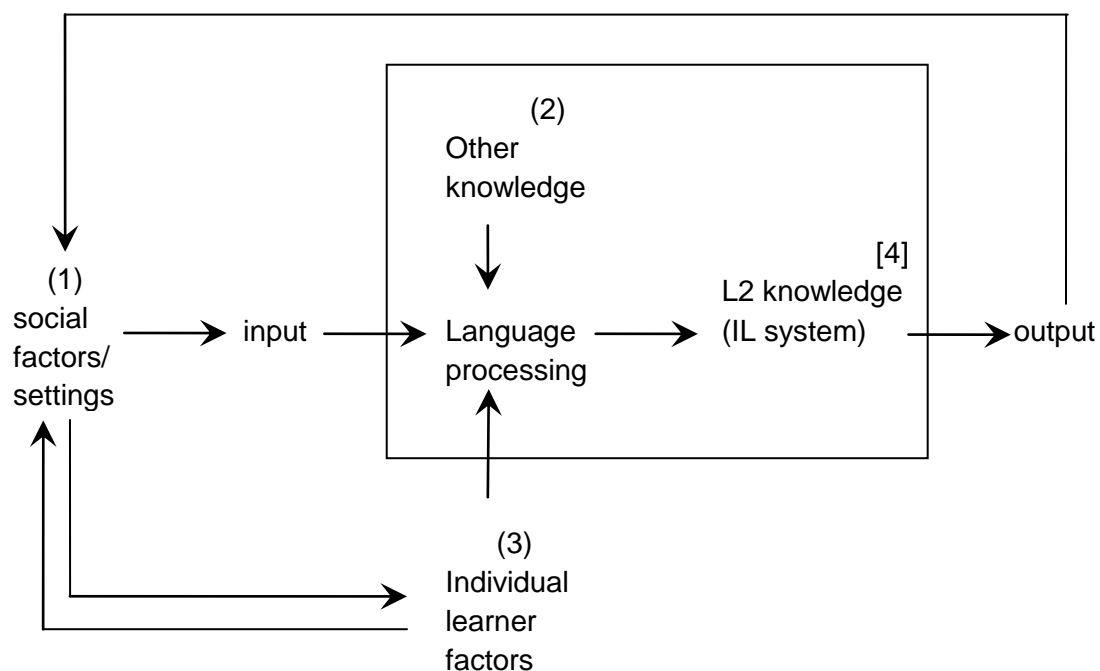 (1)
social
factors/
settings
input
(2)
Other
knowledge
Language
processing
(3)
Individual
learner
factors
[4]
L2 knowledge
(IL system)
output